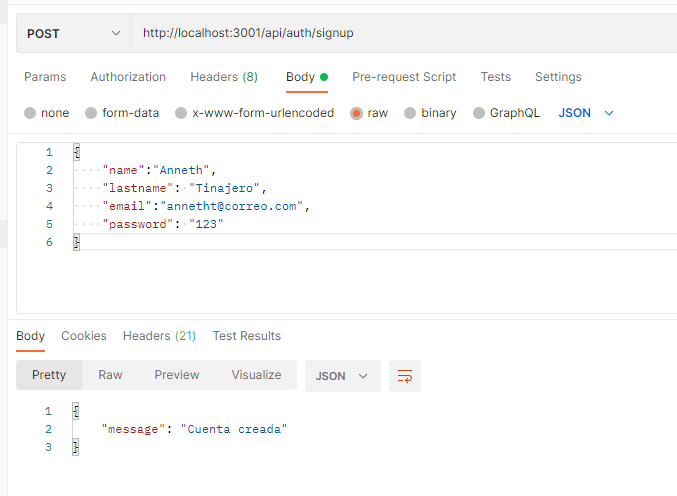 POST http://localhost:3001/api/auth/signup
Params Authorization Headers (8) Body Pre-request Script Tests Settings
none form-data x-www-form-urlencoded raw binary GraphQL JSON
1 {
2 "name":"Anneth",
3 "lastname": "Tinajero",
4 "email":"annetht@correo.com",
5 "password": "123"
6 }
Body Cookies Headers (21) Test Results
Pretty Raw Preview Visualize JSON
1 {
2 "message": "Cuenta creada"
3 }